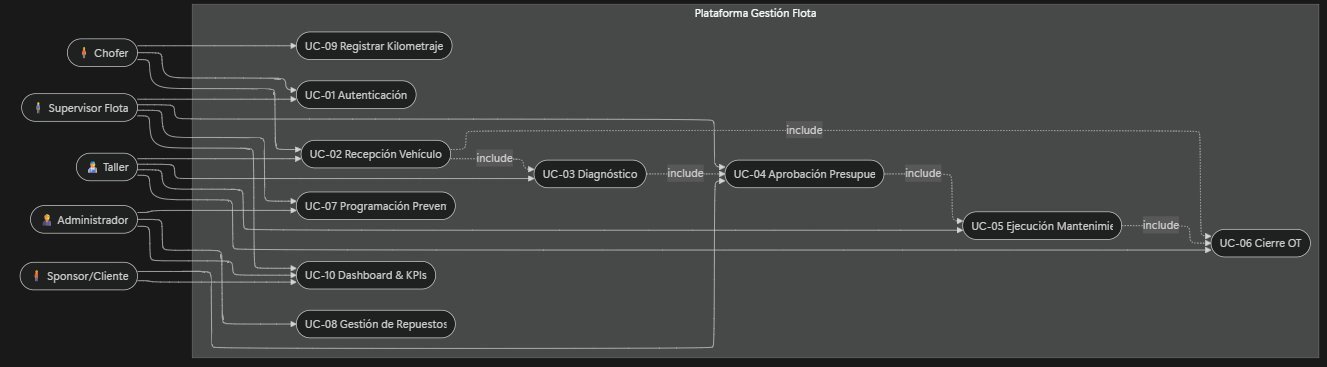 Plataforma Gestión Flota
Chofer
Supervisor Flota
Taller
Administrador
Sponsor/Cliente
UC-09 Registrar Kilometraje
UC-01 Autenticación
UC-02 Recepción Vehículo
UC-07 Programación Preven
UC-10 Dashboard & KPIs
UC-08 Gestión de Repuestos
include
include
UC-03 Diagnóstico
include
UC-04 Aprobación Presupue
include
UC-05 Ejecución Mantenimie
include
UC-06 Cierre OT